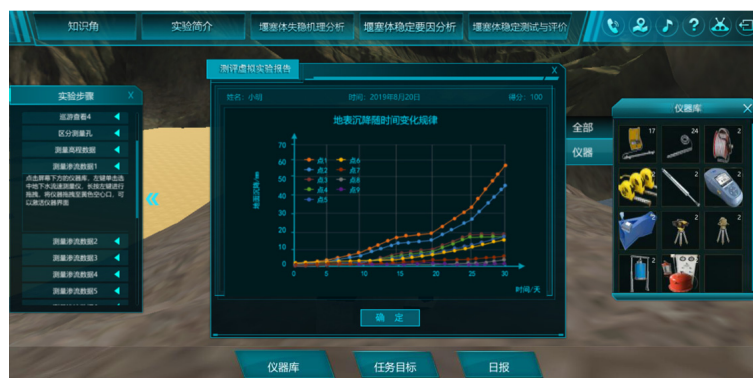 知识角
实验简介
堰塞体失稳机理分析
堰塞体稳定要因分析
堰塞体稳定测试与评价
?
实验步骤 X
巡游查看4
区分测量孔
测量高程数据
测量渗流数据1
点击屏幕下方的仪器库，左键单击选
中地下水流速测量仪，长按左键进行
拖拽，将仪器拖拽至黄色空心口，可
以激活仪器界面
测量渗流数据2
测量渗流数据3
测量渗流数据4
测量渗流数据5
测评虚拟实验报告
X
姓名：小明
时间：2019年8月20日
得分：100
地表沉降随时间变化规律
地表沉降/mm
70
60
50
40
30
20
10
0
点1
点2
点3
点4
点5
点6
点7
点8
点9
0 5 10 15 20 25 30
时间/天
确 定
全部
仪器
仪器库 X
17
24
2
2
2
2
2
2
2
2
仪器库
任务目标
日报